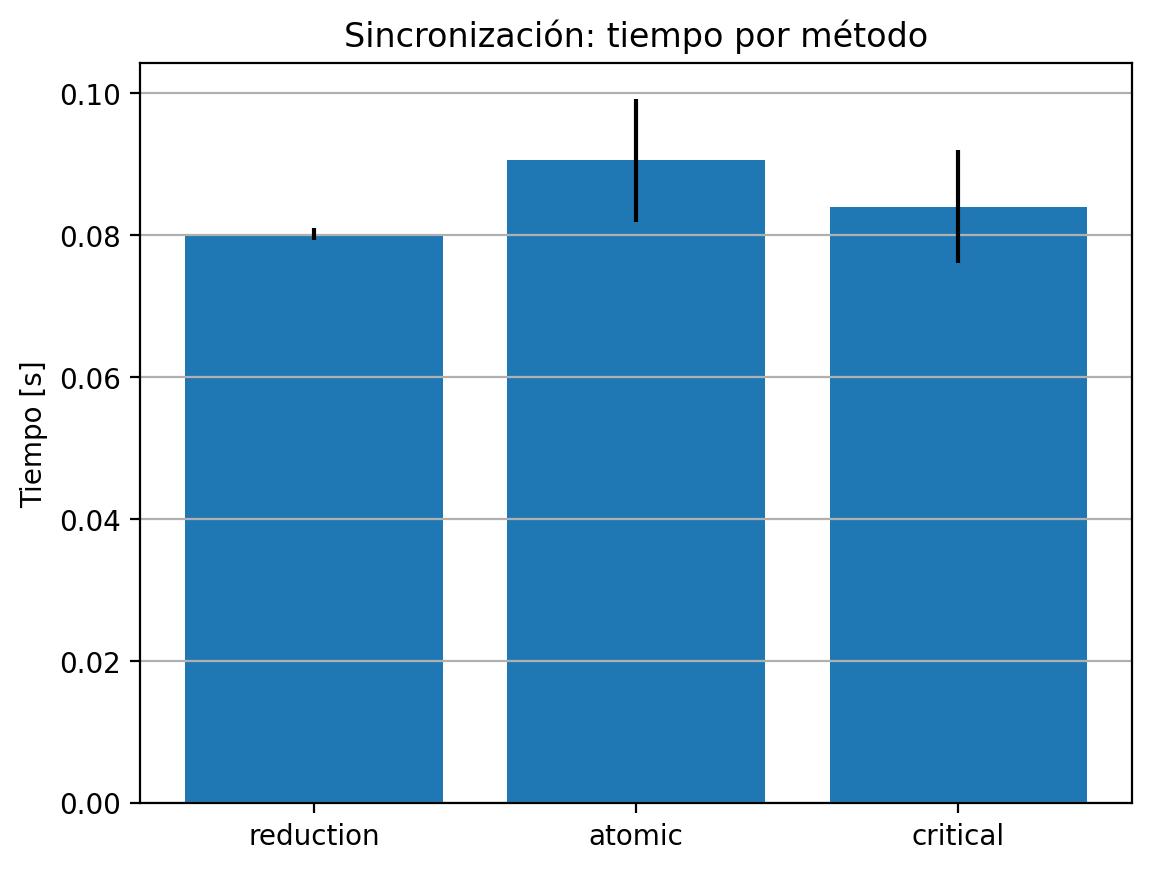 Sincronización: tiempo por método
Tiempo [s]
0.10
0.08
0.06
0.04
0.02
0.00
reduction
atomic
critical